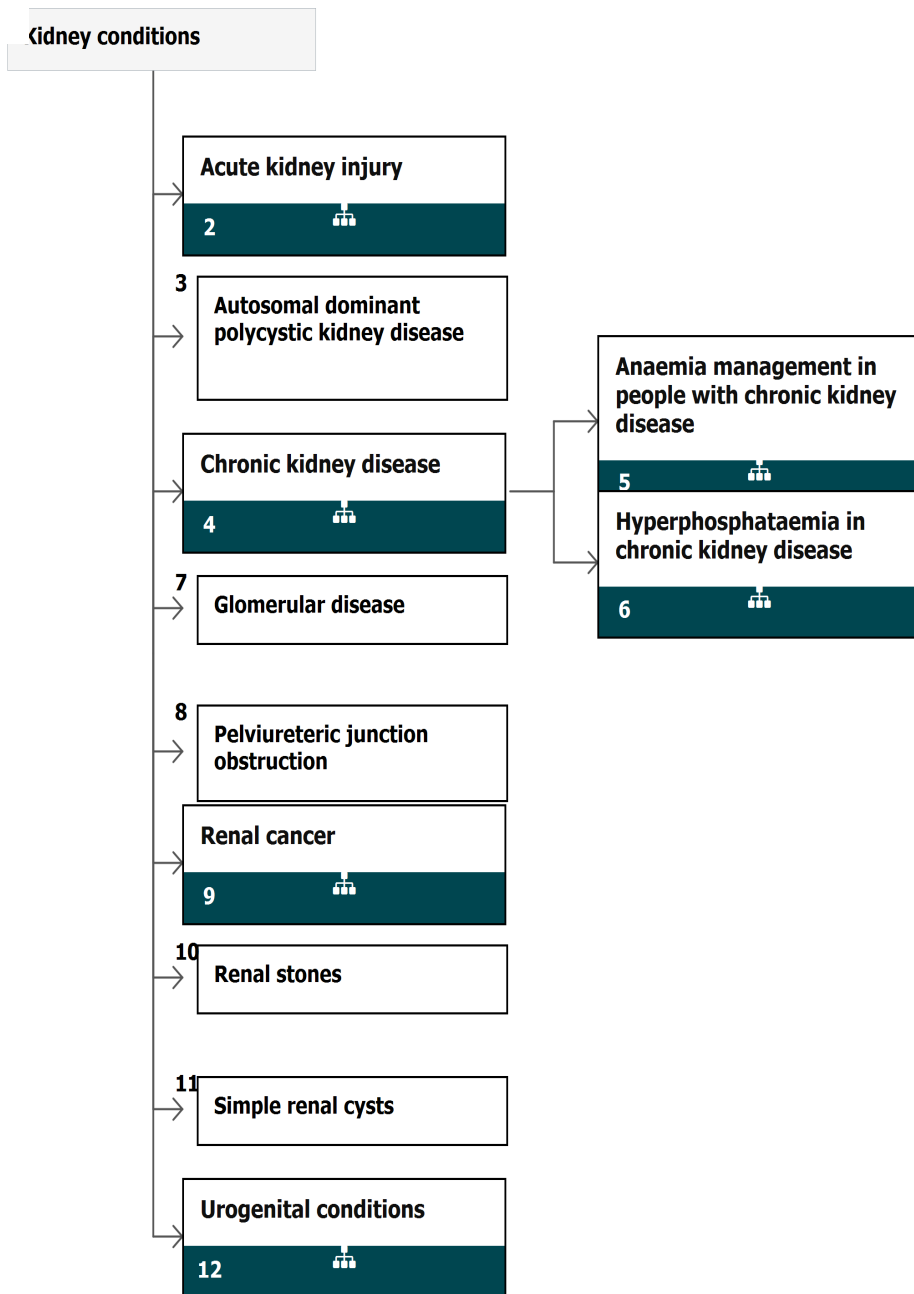 Kidney conditions
Acute kidney injury
2
3
Autosomal dominant
polycystic kidney disease
Chronic kidney disease
4
Anaemia management in
people with chronic kidney
disease
5
Hyperphosphataemia in
chronic kidney disease
6
7
Glomerular disease
8
Pelviureteric junction
obstruction
Renal cancer
9
10
Renal stones
11
Simple renal cysts
Urogenital conditions
12